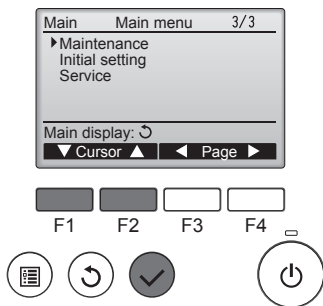 Main Main menu 3/3
Maintenance
Initial setting
Service
Main display:
Cursor Page
F1 F2 F3 F4